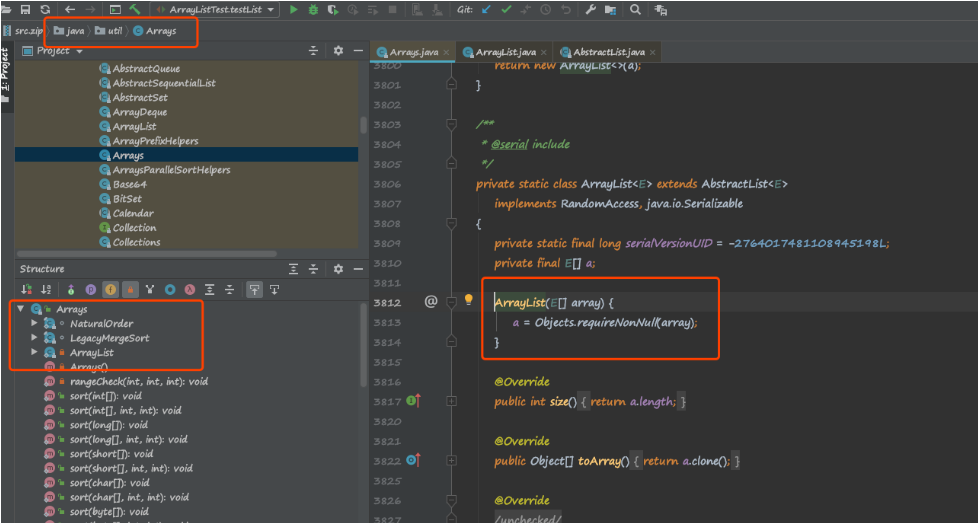 ArrayListTest.testList
Git:
src.zip java util Arrays
1: Project
Project
AbstractQueue
AbstractSequentialList
AbstractSet
ArrayDeque
ArrayList
ArrayPrefixHelpers
Arrays
ArraysParallelSortHelpers
Base64
BitSet
Calendar
Collection
Collections
Structure
Arrays
NaturalOrder
LegacyMergeSort
ArrayList
Arrays()
rangeCheck(int, int, int): void
sort(int[]): void
sort(int[], int, int): void
sort(long[]): void
sort(long[], int, int): void
sort(short[]): void
sort(short[], int, int): void
sort(char[]): void
sort(char[], int, int): void
sort(byte[]): void
Arrays.java ArrayList.java AbstractList.java
3800 return new ArrayList<>(a);
3801 }
3802
3803 /**
3804 * @serial include
3805 */
3806 private static class ArrayList<E> extends AbstractList<E>
3807 implements RandomAccess, java.io.Serializable
3808 {
3809 private static final long serialVersionUID = -2764017481108945198L;
3810 private final E[] a;
3811
3812 @ ArrayList(E[] array) {
3813 a = Objects.requireNonNull(array);
3814 }
3815
3816 @Override
3817 public int size() { return a.length; }
3820
3821 @Override
3822 public Object[] toArray() { return a.clone(); }
3825
3826 @Override
3827 /unchecked/